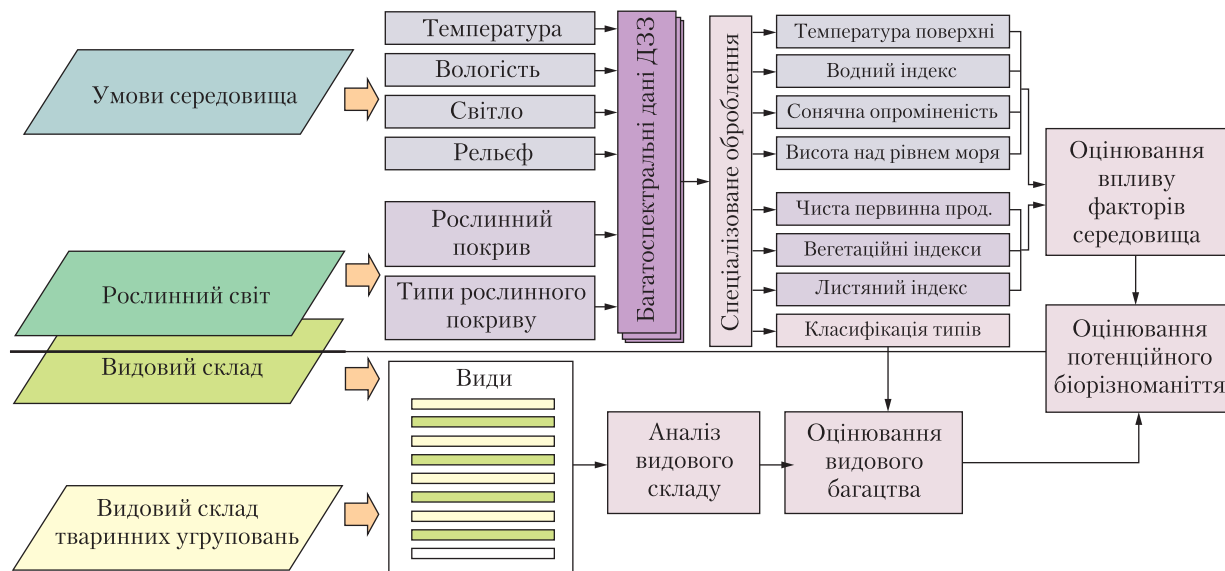 Умови середовища
Рослинний світ
Видовий склад
Видовий склад
тваринних угруповань
Температура
Вологість
Світло
Рельєф
Рослинний
покрив
Типи рослинного
покриву
Багатоспектральні дані ДЗЗ
Спеціалізоване оброблення
Температура поверхні
Водний індекс
Сонячна опроміненість
Висота над рівнем моря
Чиста первинна прод.
Вегетаційні індекси
Листяний індекс
Класифікація типів
Оцінювання
впливу
факторів
середовища
Оцінювання
потенційного
біорізноманіття
Види
Аналіз
видового
складу
Оцінювання
видового
багацтва